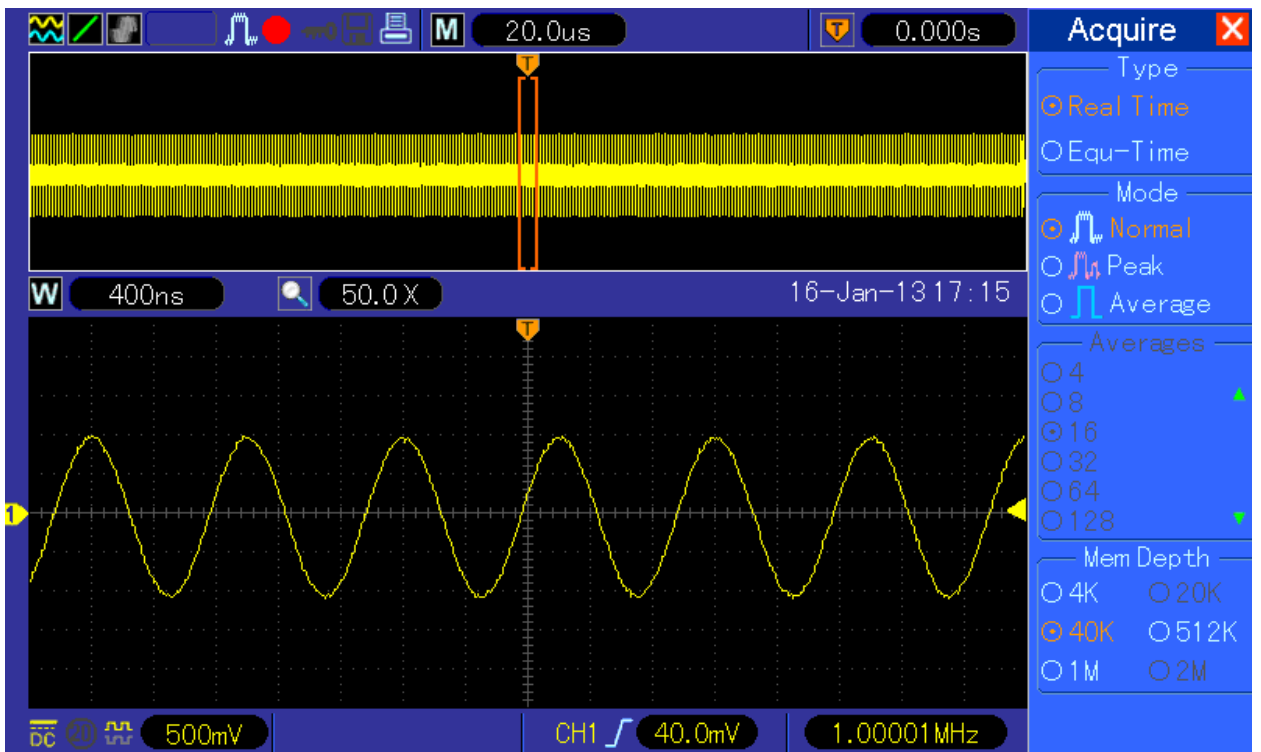 M 20.0us T 0.000s
Acquire X
T
Type
Real Time
Equ-Time
Mode
Normal
Peak
Average
W 400ns 50.0X 16-Jan-13 17:15
T
Averages
4
8
16
32
64
128
1
Mem Depth
4K 20K
40K 512K
1M 2M
DC 20 500mV CH1 40.0mV 1.00001MHz